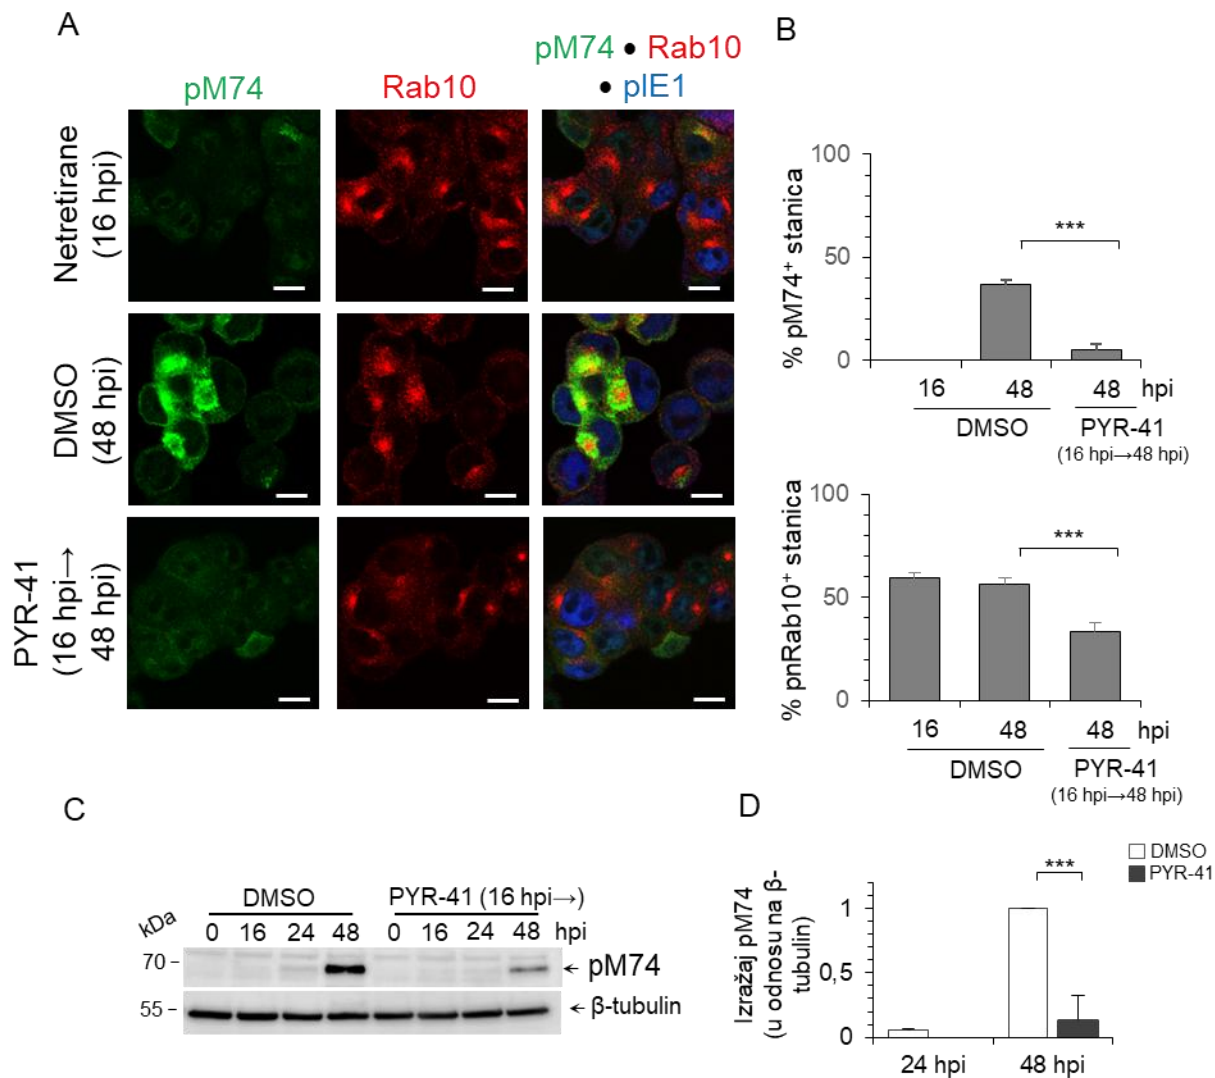 A
pM74
Rab10
pM74 • Rab10
• pIE1
Netretirane
(16 hpi)
DMSO
(48 hpi)
PYR-41
(16 hpi→
48 hpi)
B
% pM74⁺ stanica
100
50
0
***
16 48 48 hpi
DMSO PYR-41
(16 hpi→48 hpi)
% pnRab10⁺ stanica
100
50
0
***
16 48 48 hpi
DMSO PYR-41
(16 hpi→48 hpi)
C
DMSO PYR-41 (16 hpi→)
kDa 0 16 24 48 0 16 24 48 hpi
70 – ← pM74
55 – ← β-tubulin
D
DMSO
PYR-41
Izražaj pM74
(u odnosu na β-
tubulin)
1
0,5
0
***
24 hpi 48 hpi